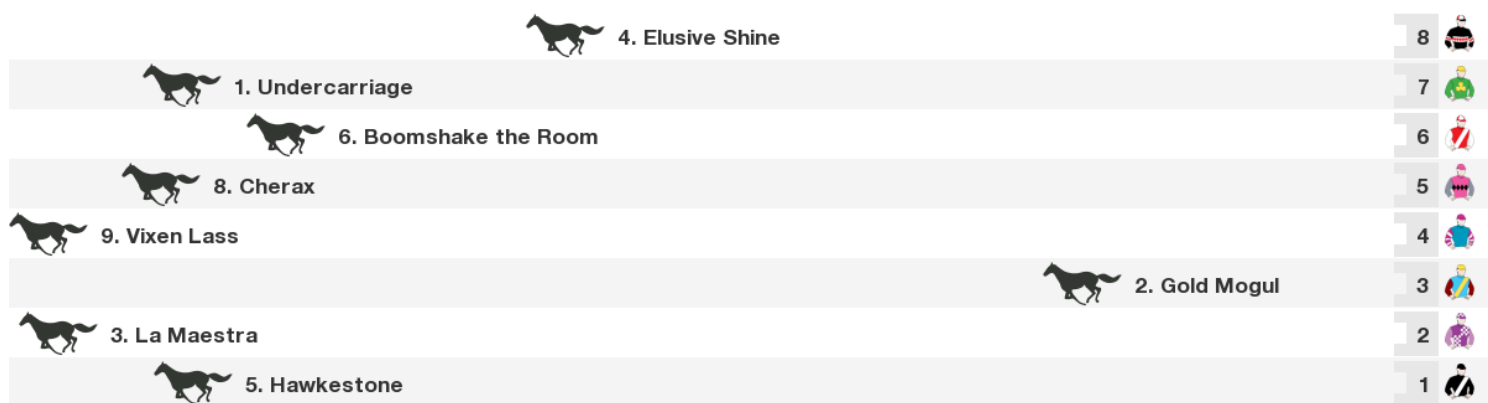 4. Elusive Shine 8
1. Undercarriage 7
6. Boomshake the Room 6
8. Cherax 5
9. Vixen Lass 4
2. Gold Mogul 3
3. La Maestra 2
5. Hawkestone 1